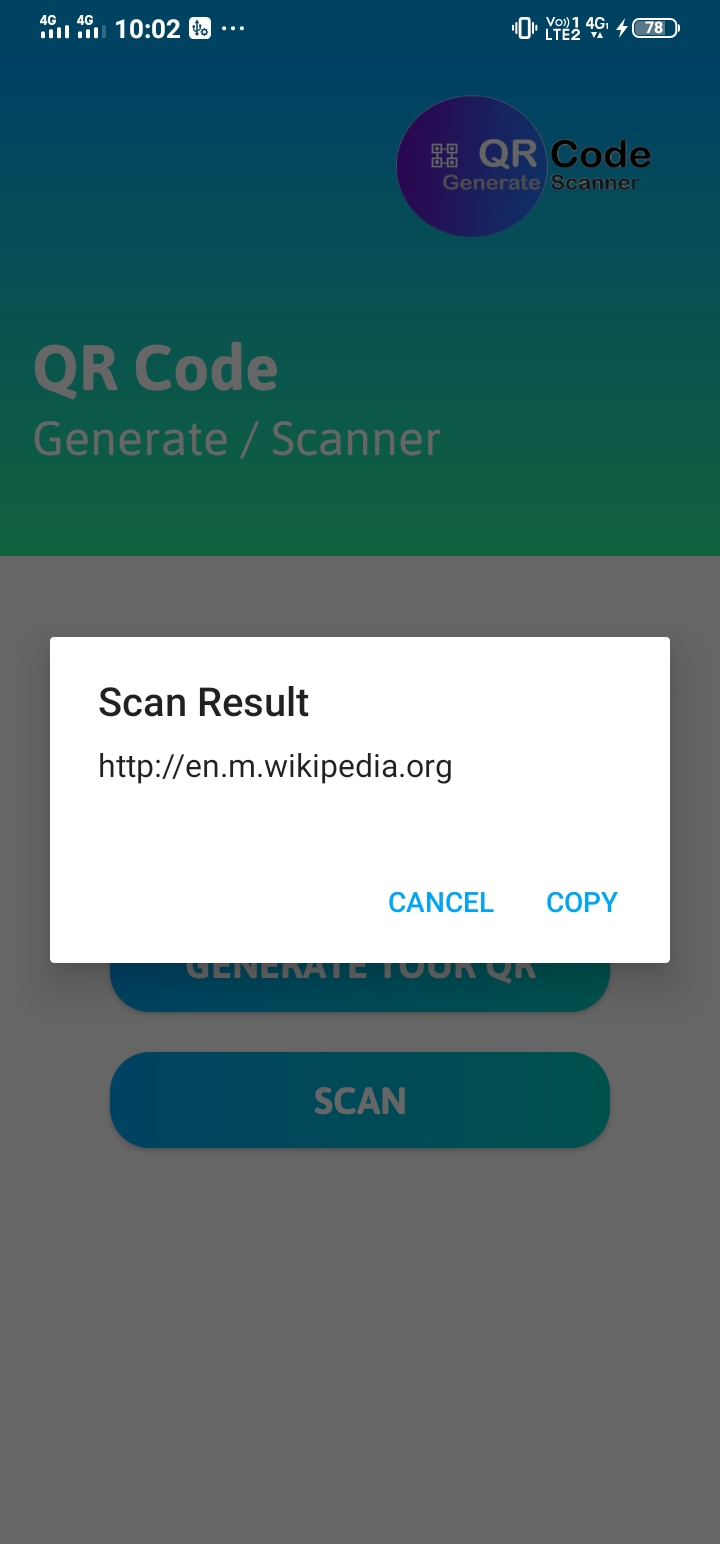 4G 4G 10:02 ... Vo)) 1 LTE2 4G 78
QR Code
Generate Scanner
QR Code
Generate / Scanner
Scan Result
http://en.m.wikipedia.org
CANCEL COPY
GENERATE YOUR QR
SCAN